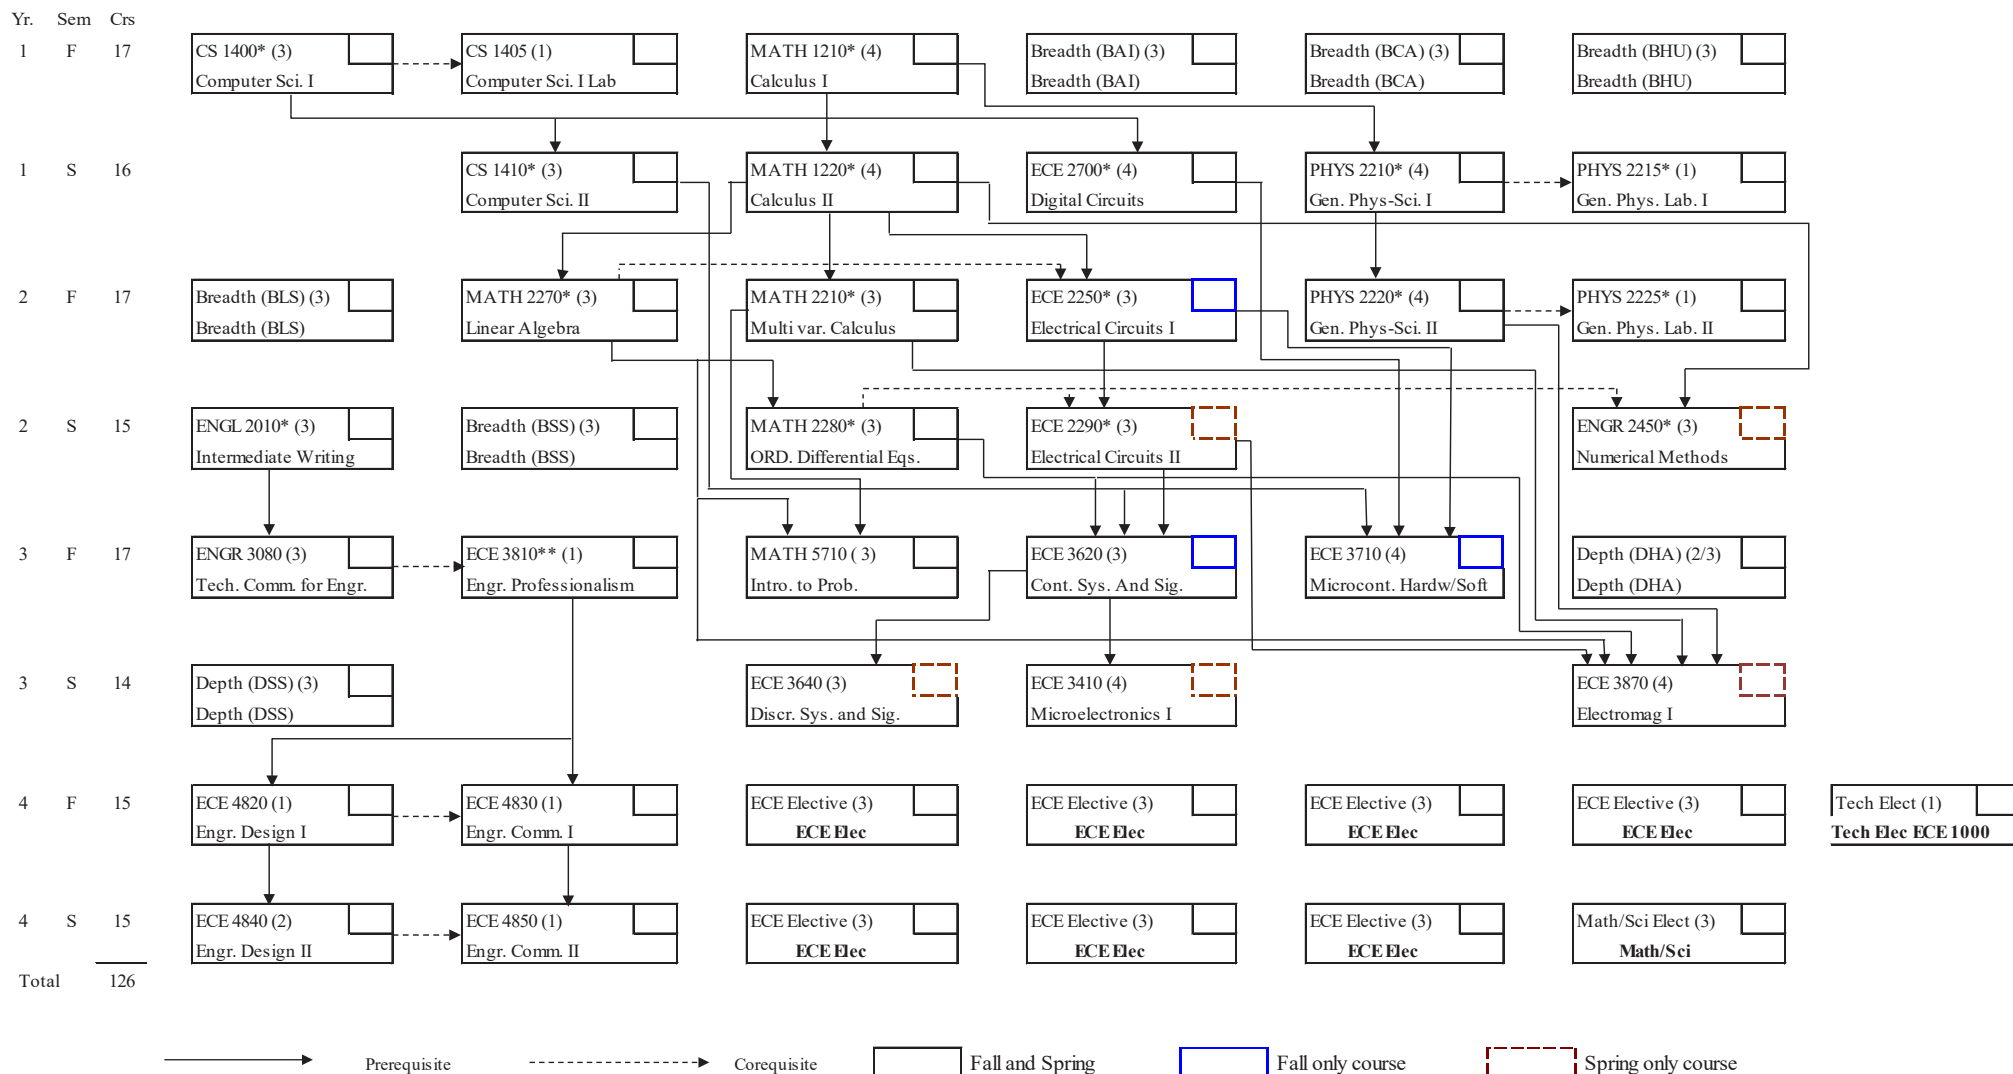 Yr. Sem Crs
1 F 17
CS 1400* (3)
Computer Sci. I
CS 1405 (1)
Computer Sci. I Lab
MATH 1210* (4)
Calculus I
Breadth (BAI) (3)
Breadth (BAI)
Breadth (BCA) (3)
Breadth (BCA)
Breadth (BHU) (3)
Breadth (BHU)
1 S 16
CS 1410* (3)
Computer Sci. II
MATH 1220* (4)
Calculus II
ECE 2700* (4)
Digital Circuits
PHYS 2210* (4)
Gen. Phys-Sci. I
PHYS 2215* (1)
Gen. Phys. Lab. I
2 F 17
Breadth (BLS) (3)
Breadth (BLS)
MATH 2270* (3)
Linear Algebra
MATH 2210* (3)
Multi var. Calculus
ECE 2250* (3)
Electrical Circuits I
PHYS 2220* (4)
Gen. Phys-Sci. II
PHYS 2225* (1)
Gen. Phys. Lab. II
2 S 15
ENGL 2010* (3)
Intermediate Writing
Breadth (BSS) (3)
Breadth (BSS)
MATH 2280* (3)
ORD. Differential Eqs.
ECE 2290* (3)
Electrical Circuits II
ENGR 2450* (3)
Numerical Methods
3 F 17
ENGR 3080 (3)
Tech. Comm. for Engr.
ECE 3810** (1)
Engr. Professionalism
MATH 5710 ( 3)
Intro. to Prob.
ECE 3620 (3)
Cont. Sys. And Sig.
ECE 3710 (4)
Microcont. Hardw/Soft
Depth (DHA) (2/3)
Depth (DHA)
3 S 14
Depth (DSS) (3)
Depth (DSS)
ECE 3640 (3)
Discr. Sys. and Sig.
ECE 3410 (4)
Microelectronics I
ECE 3870 (4)
Electromag I
4 F 15
ECE 4820 (1)
Engr. Design I
ECE 4830 (1)
Engr. Comm. I
ECE Elective (3)
ECE Elec
ECE Elective (3)
ECE Elec
ECE Elective (3)
ECE Elec
ECE Elective (3)
ECE Elec
Tech Elect (1)
Tech Elec ECE 1000
4 S 15
ECE 4840 (2)
Engr. Design II
ECE 4850 (1)
Engr. Comm. II
ECE Elective (3)
ECE Elec
ECE Elective (3)
ECE Elec
ECE Elective (3)
ECE Elec
Math/Sci Elect (3)
Math/Sci
Total 126
Prerequisite
Corequisite
Fall and Spring
Fall only course
Spring only course